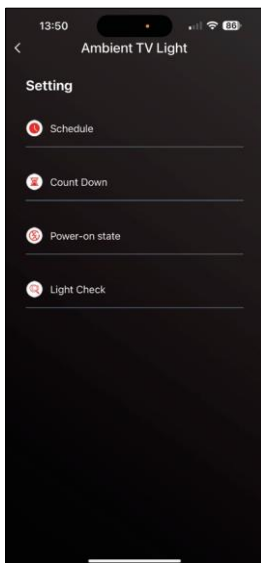 13:50
86
Ambient TV Light
Setting
Schedule
Count Down
Power-on state
Light Check